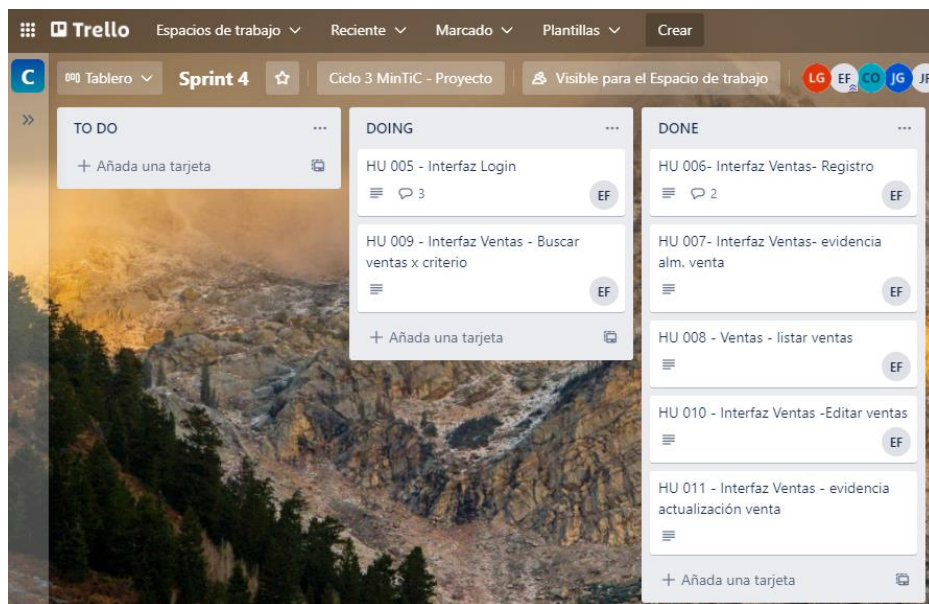 Trello Espacios de trabajo Reciente Marcado Plantillas Crear
C Tablero Sprint 4 Ciclo 3 MinTiC - Proyecto Visible para el Espacio de trabajo LG EF CO JG JF
TO DO
+ Añada una tarjeta
DOING
HU 005 - Interfaz Login
3
EF
HU 009 - Interfaz Ventas - Buscar
ventas x criterio
EF
+ Añada una tarjeta
DONE
HU 006- Interfaz Ventas- Registro
2
EF
HU 007- Interfaz Ventas- evidencia
alm. venta
EF
HU 008 - Ventas - listar ventas
EF
HU 010 - Interfaz Ventas -Editar ventas
EF
HU 011 - Interfaz Ventas - evidencia
actualización venta
+ Añada una tarjeta